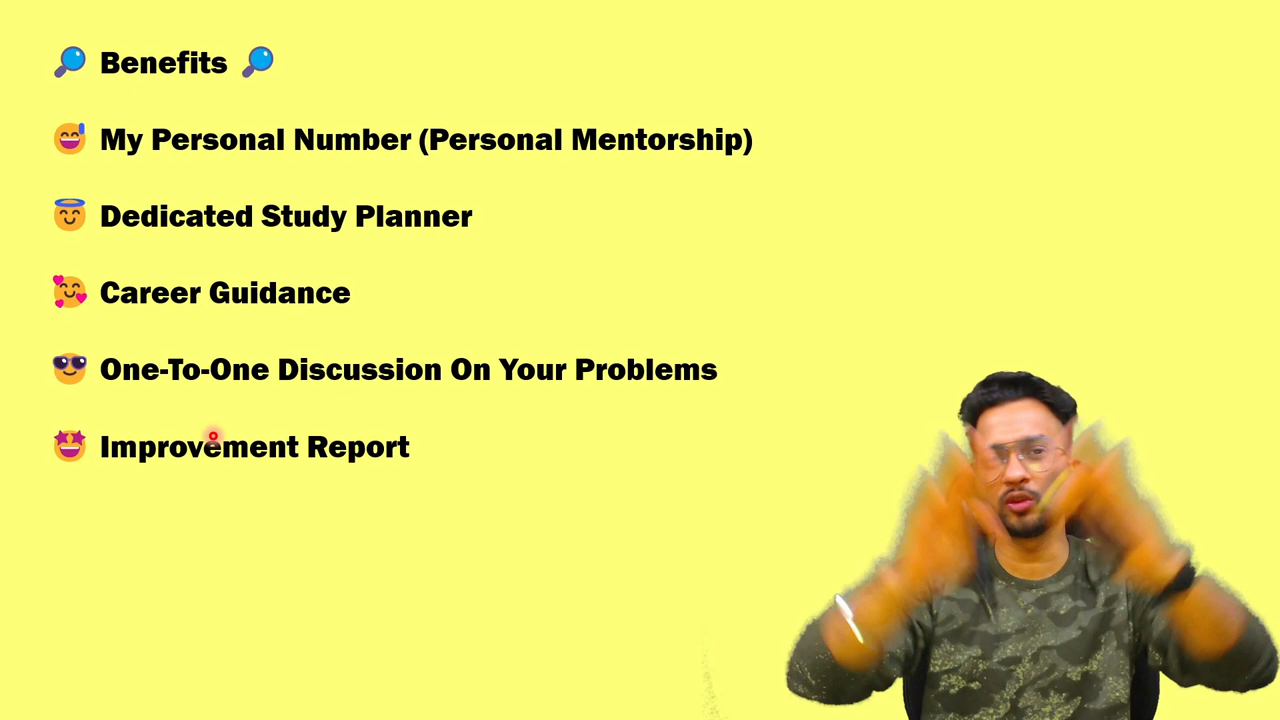 Benefits
My Personal Number (Personal Mentorship)
Dedicated Study Planner
Career Guidance
One-To-One Discussion On Your Problems
Improvement Report